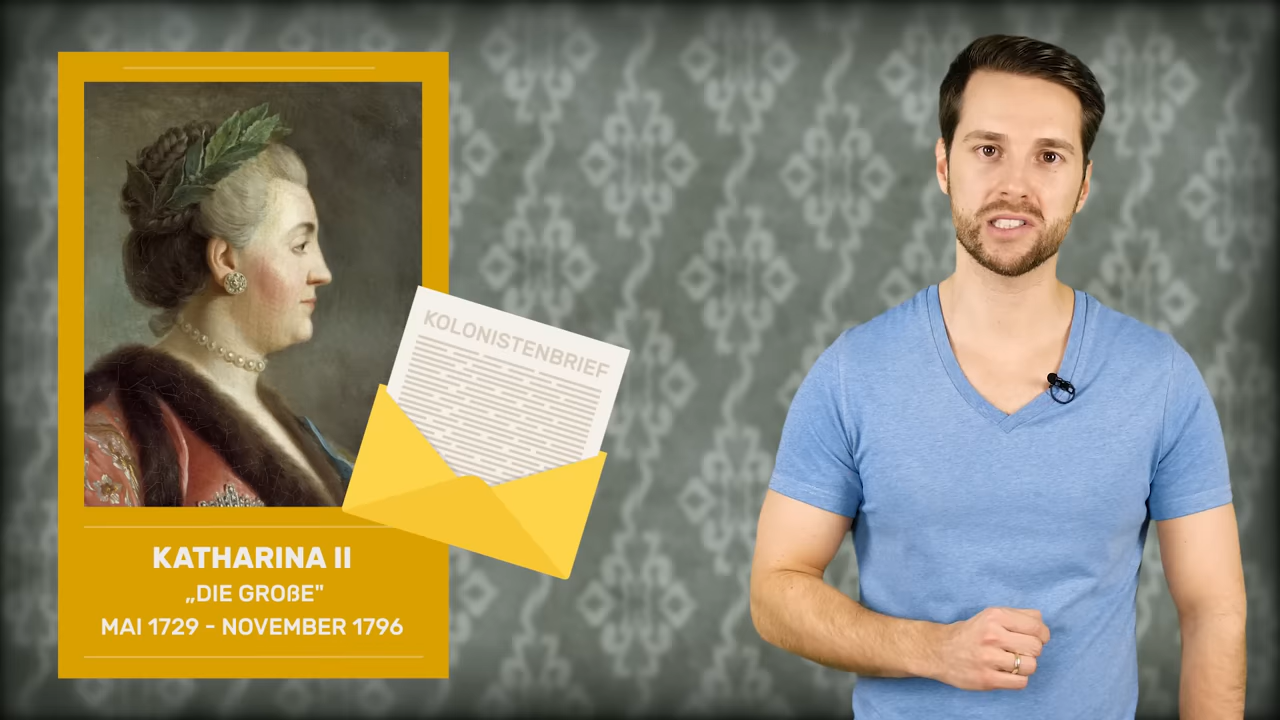 KOLONISTENBRIEF
KATHARINA II
„DIE GROẞE"
MAI 1729 - NOVEMBER 1796